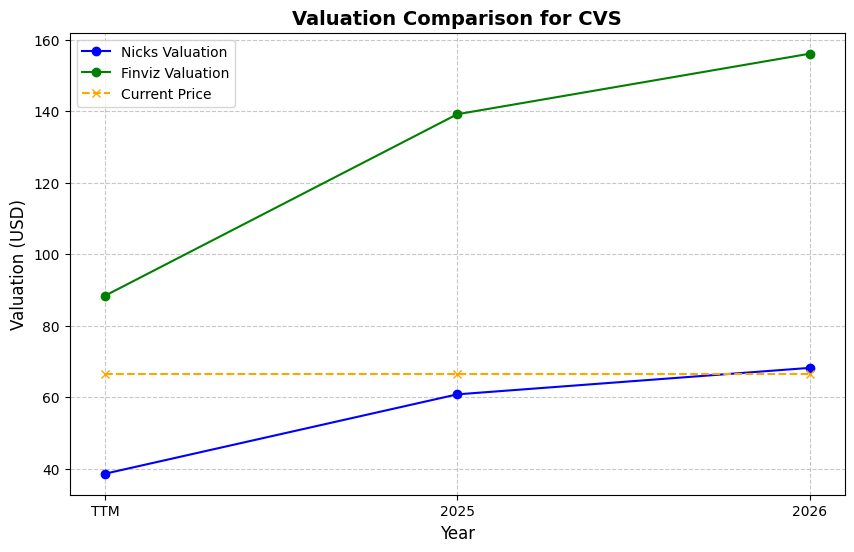 Valuation Comparison for CVS
Nicks Valuation
Finviz Valuation
Current Price
Valuation (USD)
160
140
120
100
80
60
40
TTM
2025
2026
Year